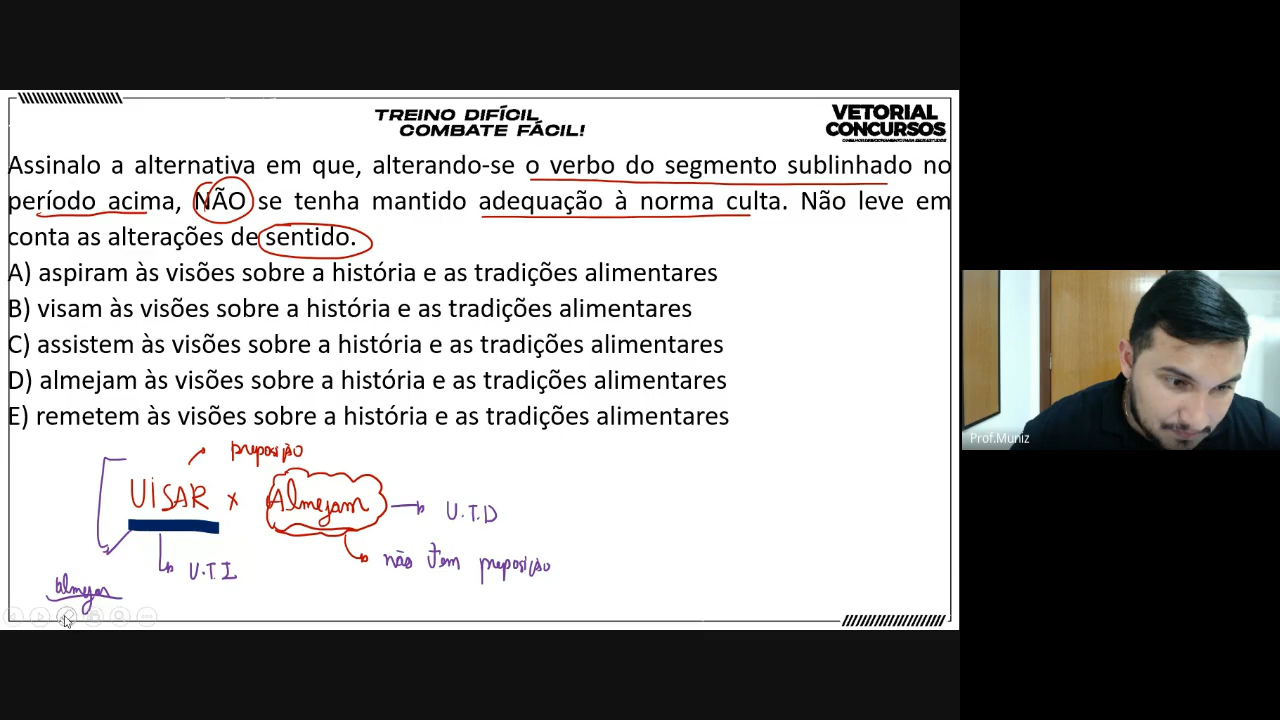 TREINO DIFÍCIL
COMBATE FÁCIL!
VETORIAL
CONCURSOS
Assinalo a alternativa em que, alterando-se o verbo do segmento sublinhado no
período acima, NÃO se tenha mantido adequação à norma culta. Não leve em
conta as alterações de sentido.
A) aspiram às visões sobre a história e as tradições alimentares
B) visam às visões sobre a história e as tradições alimentares
C) assistem às visões sobre a história e as tradições alimentares
D) almejam às visões sobre a história e as tradições alimentares
E) remetem às visões sobre a história e as tradições alimentares
preposição
VISAR x Almejam V.T.D
não tem preposição
V.T.I
almejar
Prof.Muniz